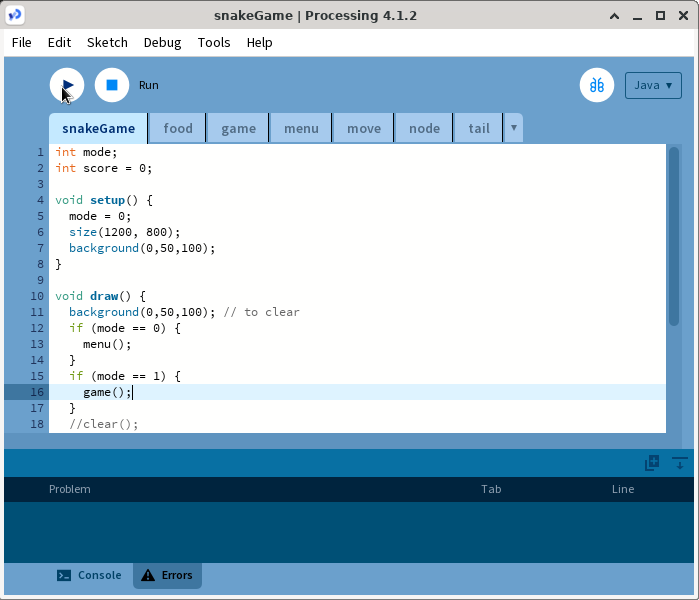 snakeGame | Processing 4.1.2
File Edit Sketch Debug Tools Help
Run Java ▾
snakeGame food game menu move node tail ▾
1 int mode;
2 int score = 0;
3
4 void setup() {
5   mode = 0;
6   size(1200, 800);
7   background(0,50,100);
8 }
9
10 void draw() {
11   background(0,50,100); // to clear
12   if (mode == 0) {
13     menu();
14   }
15   if (mode == 1) {
16     game();
17   }
18   //clear();
Problem Tab Line
Console Errors